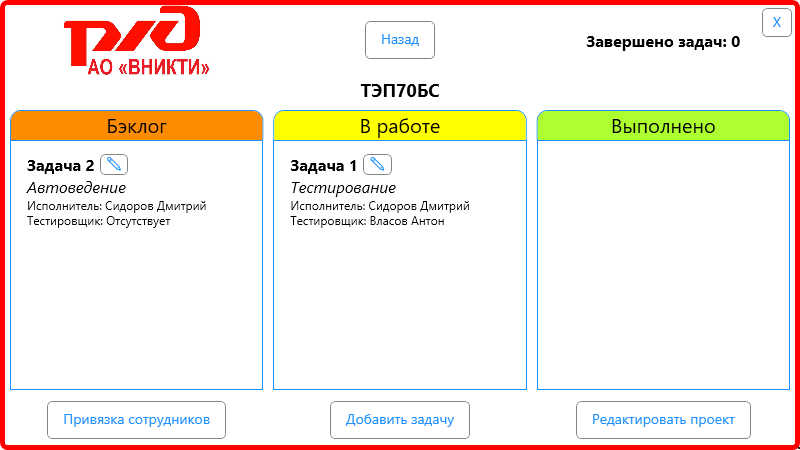 АО «ВНИКТИ»
Назад
Завершено задач: 0
X
ТЭП70БС
Бэклог
В работе
Выполнено
Задача 2
Автоведение
Исполнитель: Сидоров Дмитрий
Тестировщик: Отсутствует
Задача 1
Тестирование
Исполнитель: Сидоров Дмитрий
Тестировщик: Власов Антон
Привязка сотрудников
Добавить задачу
Редактировать проект